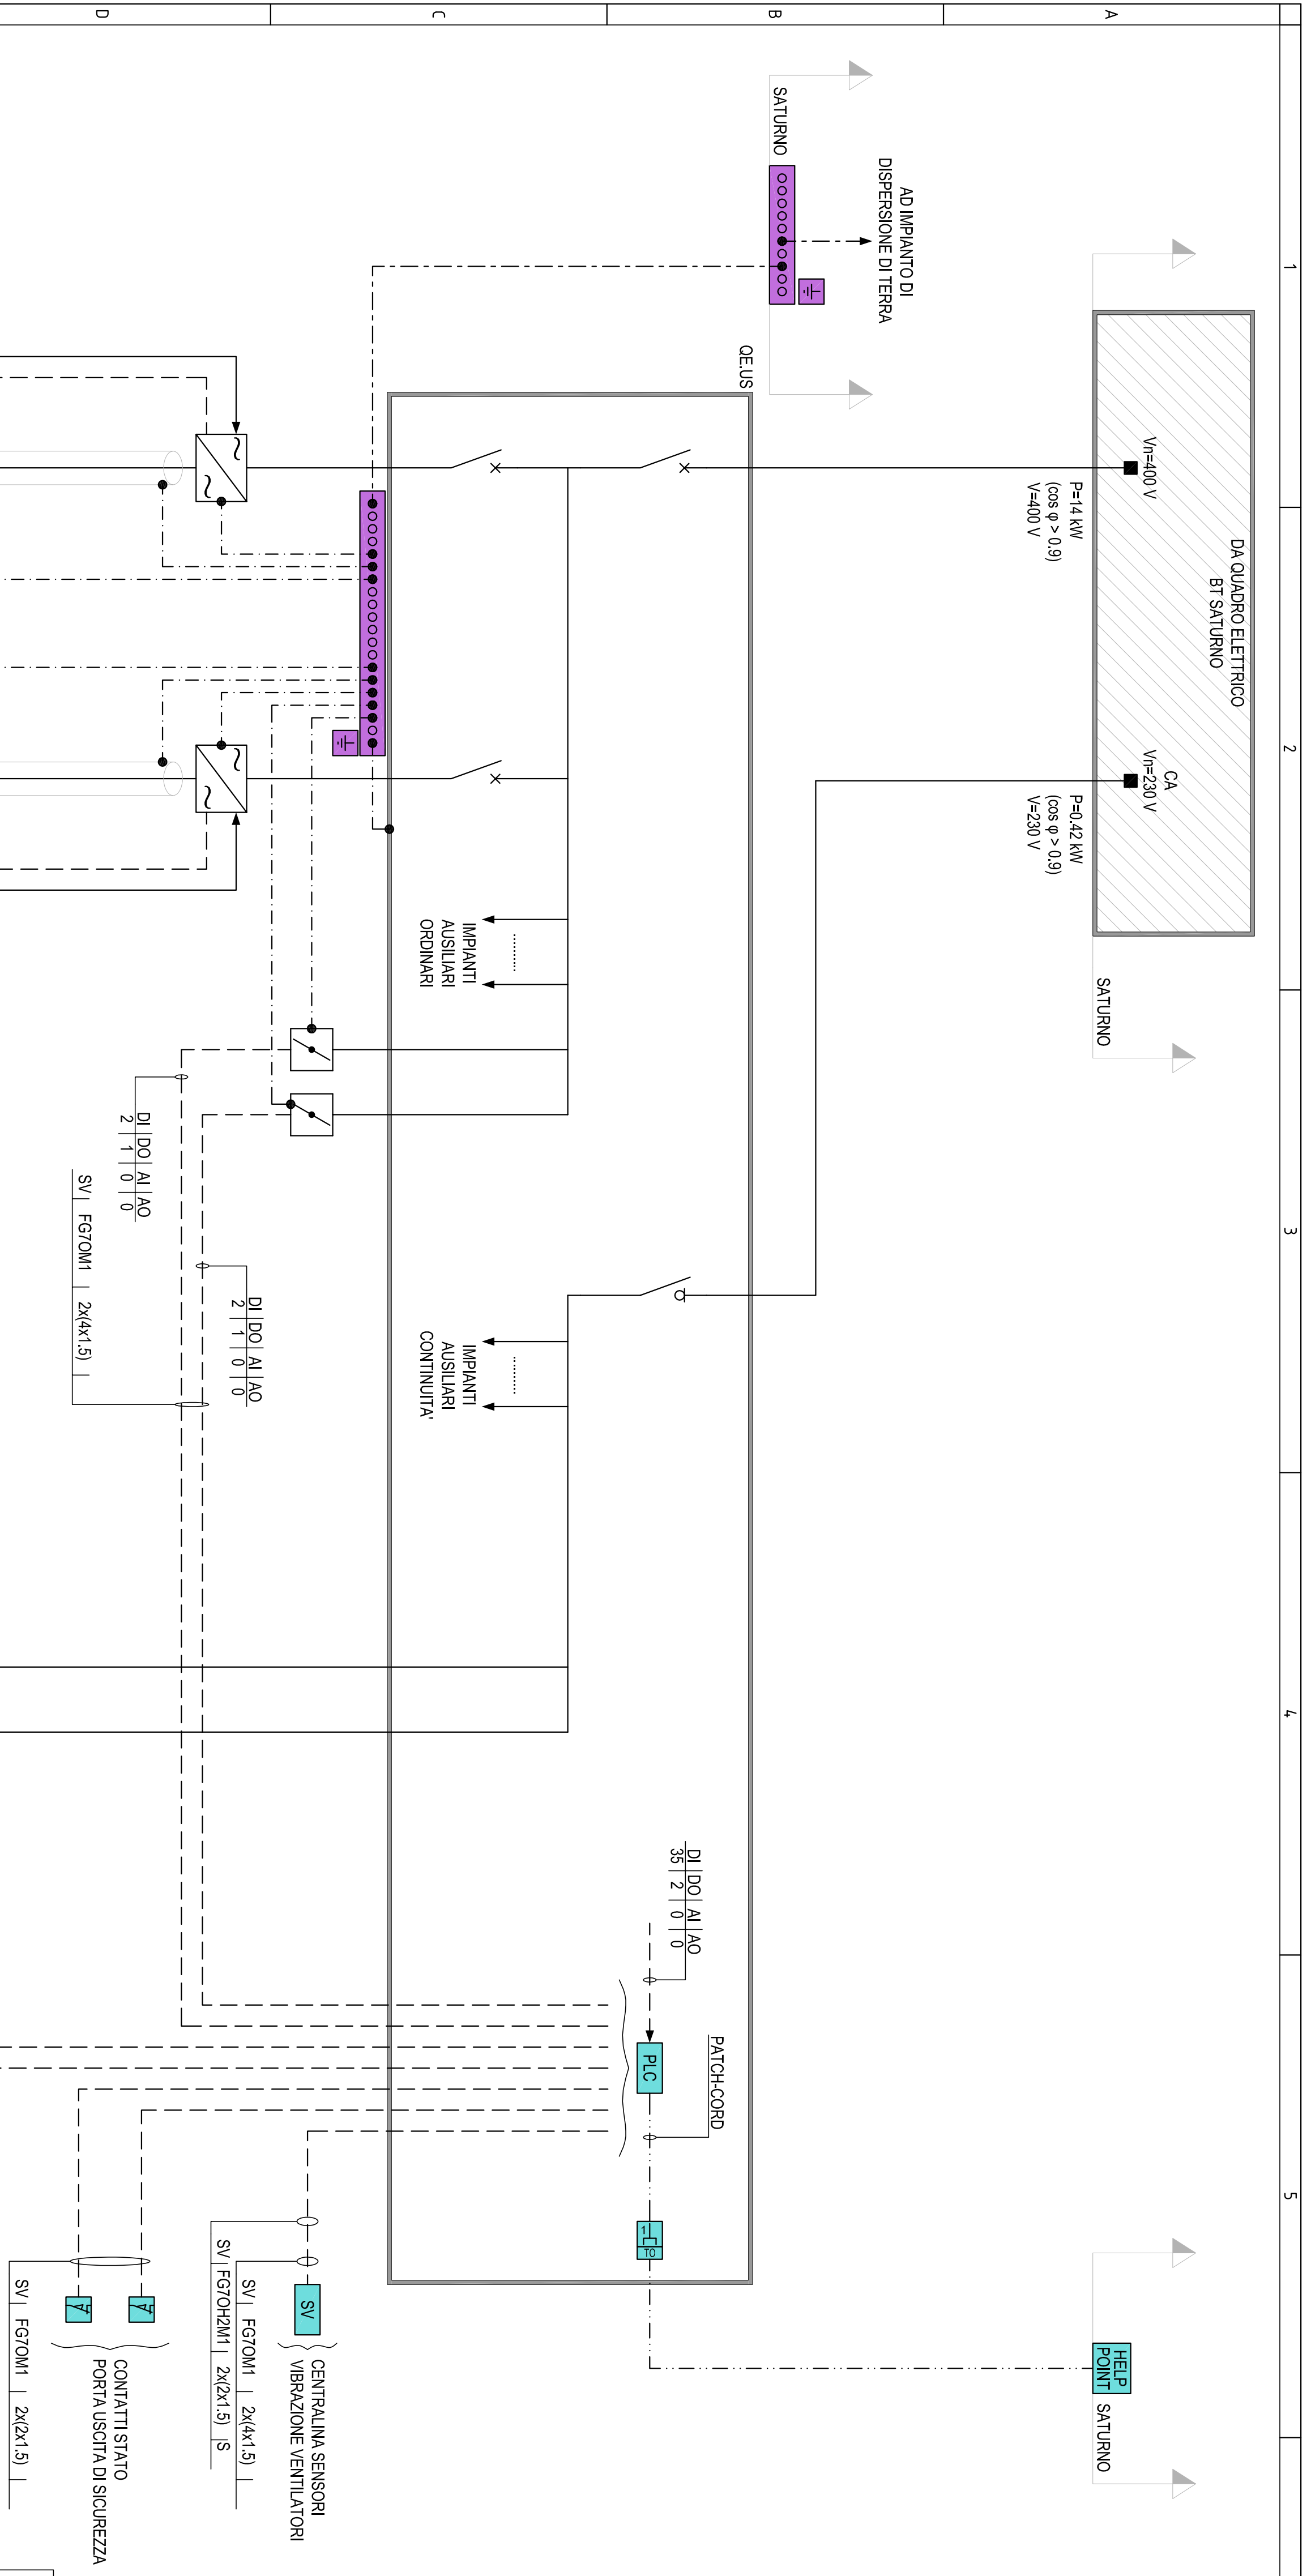 1
2
3
4
5
A
B
C
D
DA QUADRO ELETTRICO
BT SATURNO
Vn=400 V
CA
Vn=230 V
P=14 kW
(cos φ > 0.9)
V=400 V
P=0.42 kW
(cos φ > 0.9)
V=230 V
SATURNO
HELP
POINT
SATURNO
AD IMPIANTO DI
DISPERSIONE DI TERRA
SATURNO
QE.US
IMPIANTI
AUSILIARI
ORDINARI
IMPIANTI
AUSILIARI
CONTINUITA'
DI DO AI AO
35 2 0 0
PLC
PATCH-CORD
1
TO
DI DO AI AO
2 1 0 0
DI DO AI AO
2 1 0 0
SV FG7OM1 2x(4x1.5)
SV
CENTRALINA SENSORI
VIBRAZIONE VENTILATORI
SV FG7OM1 2x(4x1.5)
SV FG7OH2M1 2x(2x1.5) S
CONTATTI STATO
PORTA USCITA DI SICUREZZA
SV FG7OM1 2x(2x1.5)